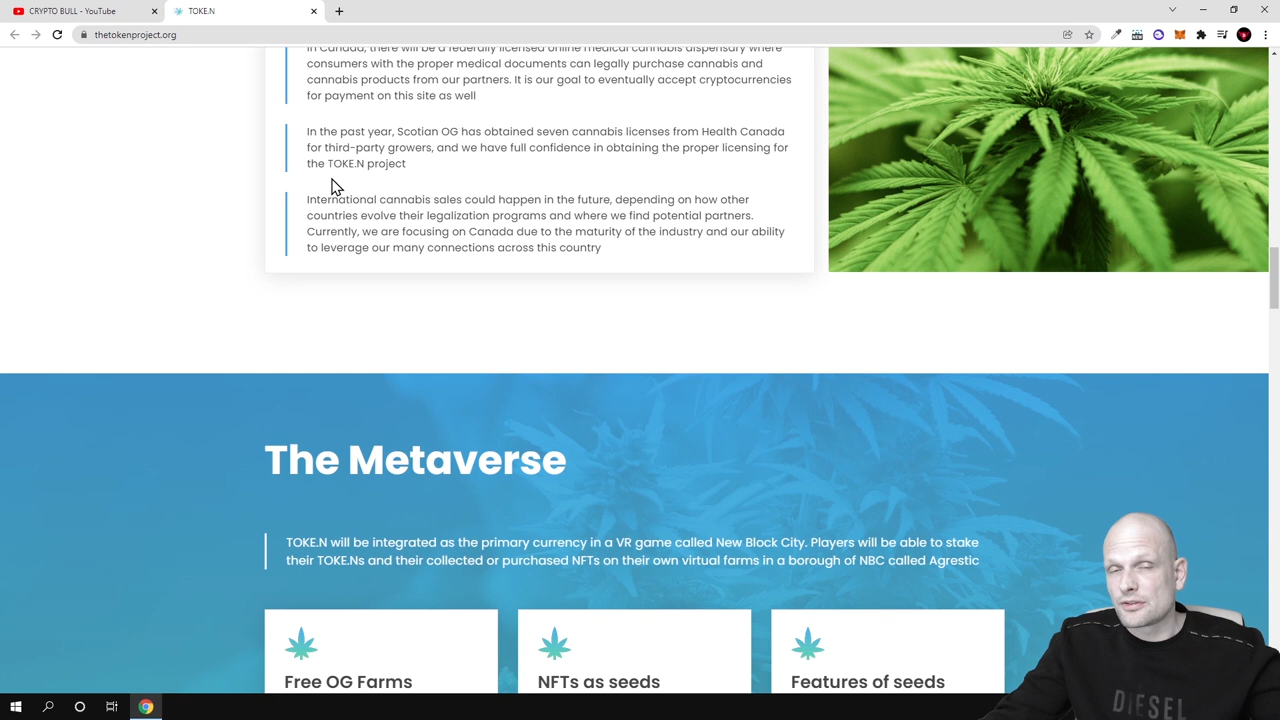 CRYPTO BULL - YouTube
TOKE.N
thetokenproject.org
In Canada, there will be a federally licensed online medical cannabis dispensary where
consumers with the proper medical documents can legally purchase cannabis and
cannabis products from our partners. It is our goal to eventually accept cryptocurrencies
for payment on this site as well
In the past year, Scotian OG has obtained seven cannabis licenses from Health Canada
for third-party growers, and we have full confidence in obtaining the proper licensing for
the TOKE.N project
International cannabis sales could happen in the future, depending on how other
countries evolve their legalization programs and where we find potential partners.
Currently, we are focusing on Canada due to the maturity of the industry and our ability
to leverage our many connections across this country
The Metaverse
TOKE.N will be integrated as the primary currency in a VR game called New Block City. Players will be able to stake
their TOKE.Ns and their collected or purchased NFTs on their own virtual farms in a borough of NBC called Agrestic
Free OG Farms
NFTs as seeds
Features of seeds
DIESEL